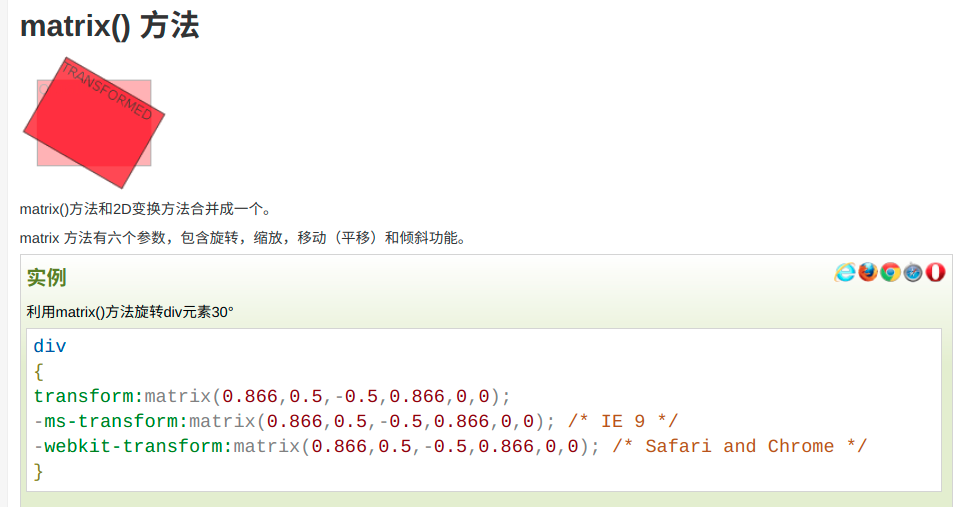 matrix() 方法
TRANSFORMED
matrix()方法和2D变换方法合并成一个。
matrix 方法有六个参数，包含旋转，缩放，移动（平移）和倾斜功能。
实例
利用matrix()方法旋转div元素30°
div
{
transform:matrix(0.866,0.5,-0.5,0.866,0,0);
-ms-transform:matrix(0.866,0.5,-0.5,0.866,0,0); /* IE 9 */
-webkit-transform:matrix(0.866,0.5,-0.5,0.866,0,0); /* Safari and Chrome */
}